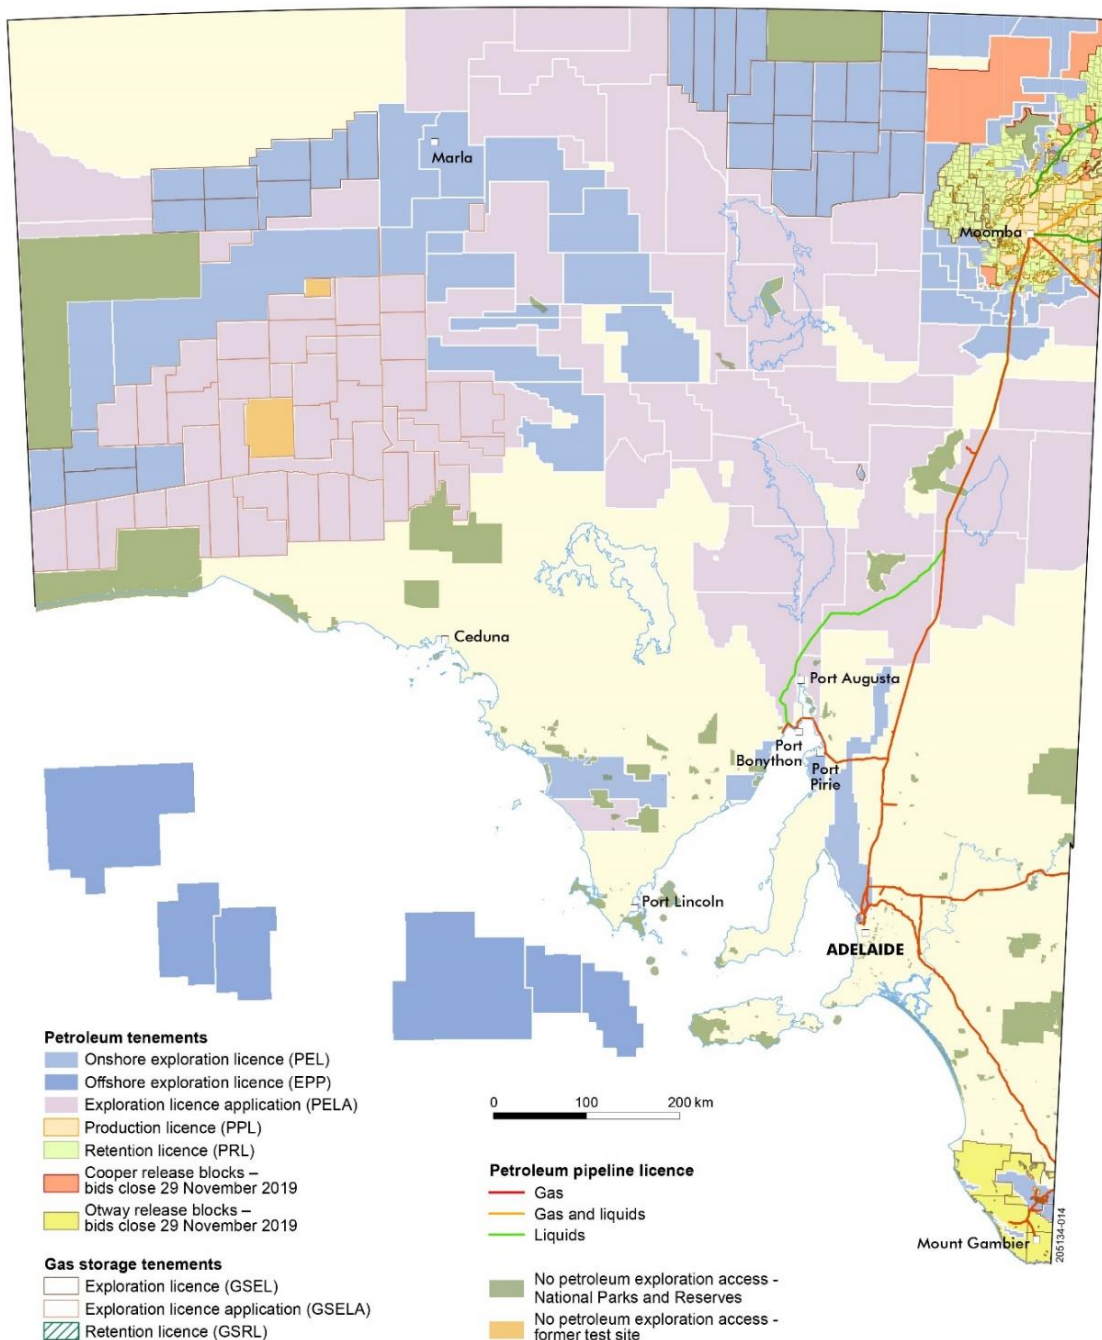 Marla
Moomba
Ceduna
Port Augusta
Port
Bonython
Port
Pirie
Port Lincoln
ADELAIDE
Mount Gambier
205134-014
Petroleum tenements
Onshore exploration licence (PEL)
Offshore exploration licence (EPP)
Exploration licence application (PELA)
Production licence (PPL)
Retention licence (PRL)
Cooper release blocks –
bids close 29 November 2019
Otway release blocks –
bids close 29 November 2019
Gas storage tenements
Exploration licence (GSEL)
Exploration licence application (GSELA)
Retention licence (GSRL)
0 100 200 km
Petroleum pipeline licence
Gas
Gas and liquids
Liquids
No petroleum exploration access -
National Parks and Reserves
No petroleum exploration access -
former test site